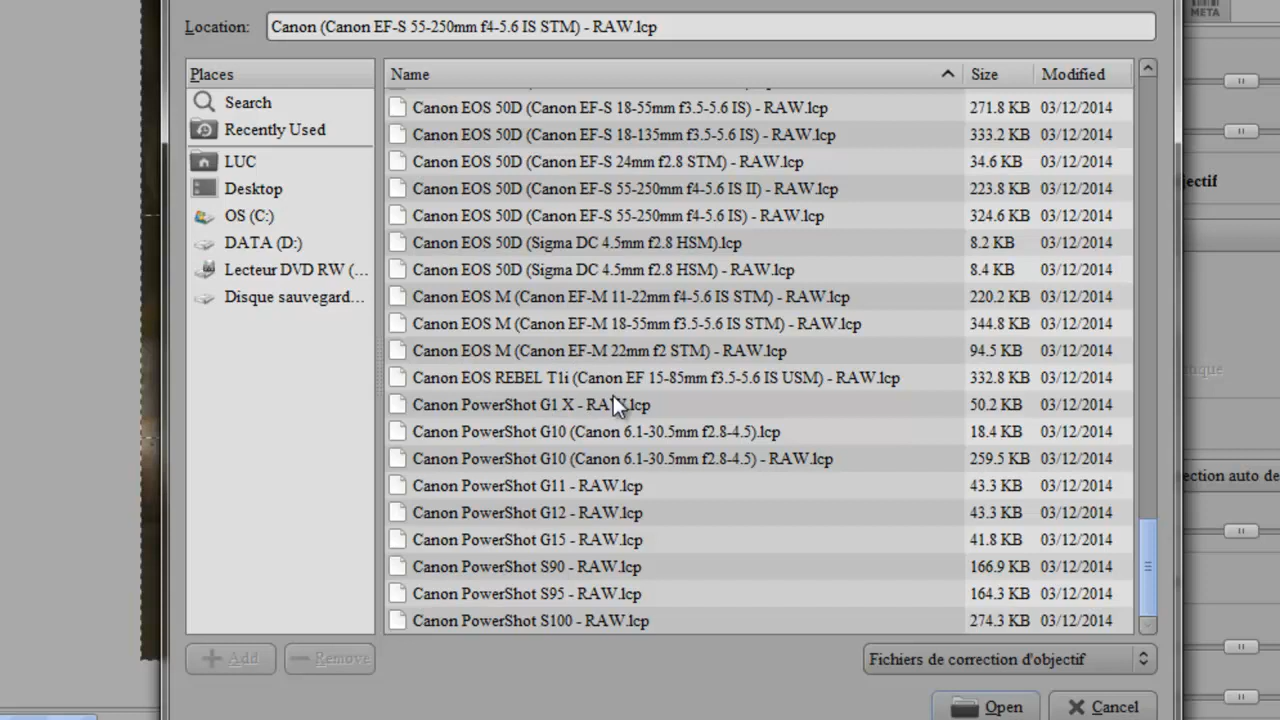 META
Location: Canon (Canon EF-S 55-250mm f4-5.6 IS STM) - RAW.lcp
Places
Search
Recently Used
LUC
Desktop
OS (C:)
DATA (D:)
Lecteur DVD RW (...
Disque sauvegard...
Add
Remove
Name Size Modified
Canon EOS 50D (Canon EF-S 18-55mm f3.5-5.6 IS) - RAW.lcp 271.8 KB 03/12/2014
Canon EOS 50D (Canon EF-S 18-135mm f3.5-5.6 IS) - RAW.lcp 333.2 KB 03/12/2014
Canon EOS 50D (Canon EF-S 24mm f2.8 STM) - RAW.lcp 34.6 KB 03/12/2014
Canon EOS 50D (Canon EF-S 55-250mm f4-5.6 IS II) - RAW.lcp 223.8 KB 03/12/2014
Canon EOS 50D (Canon EF-S 55-250mm f4-5.6 IS) - RAW.lcp 324.6 KB 03/12/2014
Canon EOS 50D (Sigma DC 4.5mm f2.8 HSM).lcp 8.2 KB 03/12/2014
Canon EOS 50D (Sigma DC 4.5mm f2.8 HSM) - RAW.lcp 8.4 KB 03/12/2014
Canon EOS M (Canon EF-M 11-22mm f4-5.6 IS STM) - RAW.lcp 220.2 KB 03/12/2014
Canon EOS M (Canon EF-M 18-55mm f3.5-5.6 IS STM) - RAW.lcp 344.8 KB 03/12/2014
Canon EOS M (Canon EF-M 22mm f2 STM) - RAW.lcp 94.5 KB 03/12/2014
Canon EOS REBEL T1i (Canon EF 15-85mm f3.5-5.6 IS USM) - RAW.lcp 332.8 KB 03/12/2014
Canon PowerShot G1 X - RAW.lcp 50.2 KB 03/12/2014
Canon PowerShot G10 (Canon 6.1-30.5mm f2.8-4.5).lcp 18.4 KB 03/12/2014
Canon PowerShot G10 (Canon 6.1-30.5mm f2.8-4.5) - RAW.lcp 259.5 KB 03/12/2014
Canon PowerShot G11 - RAW.lcp 43.3 KB 03/12/2014
Canon PowerShot G12 - RAW.lcp 43.3 KB 03/12/2014
Canon PowerShot G15 - RAW.lcp 41.8 KB 03/12/2014
Canon PowerShot S90 - RAW.lcp 166.9 KB 03/12/2014
Canon PowerShot S95 - RAW.lcp 164.3 KB 03/12/2014
Canon PowerShot S100 - RAW.lcp 274.3 KB 03/12/2014
Fichiers de correction d'objectif
Open
Cancel
jectif
nque
ection auto de